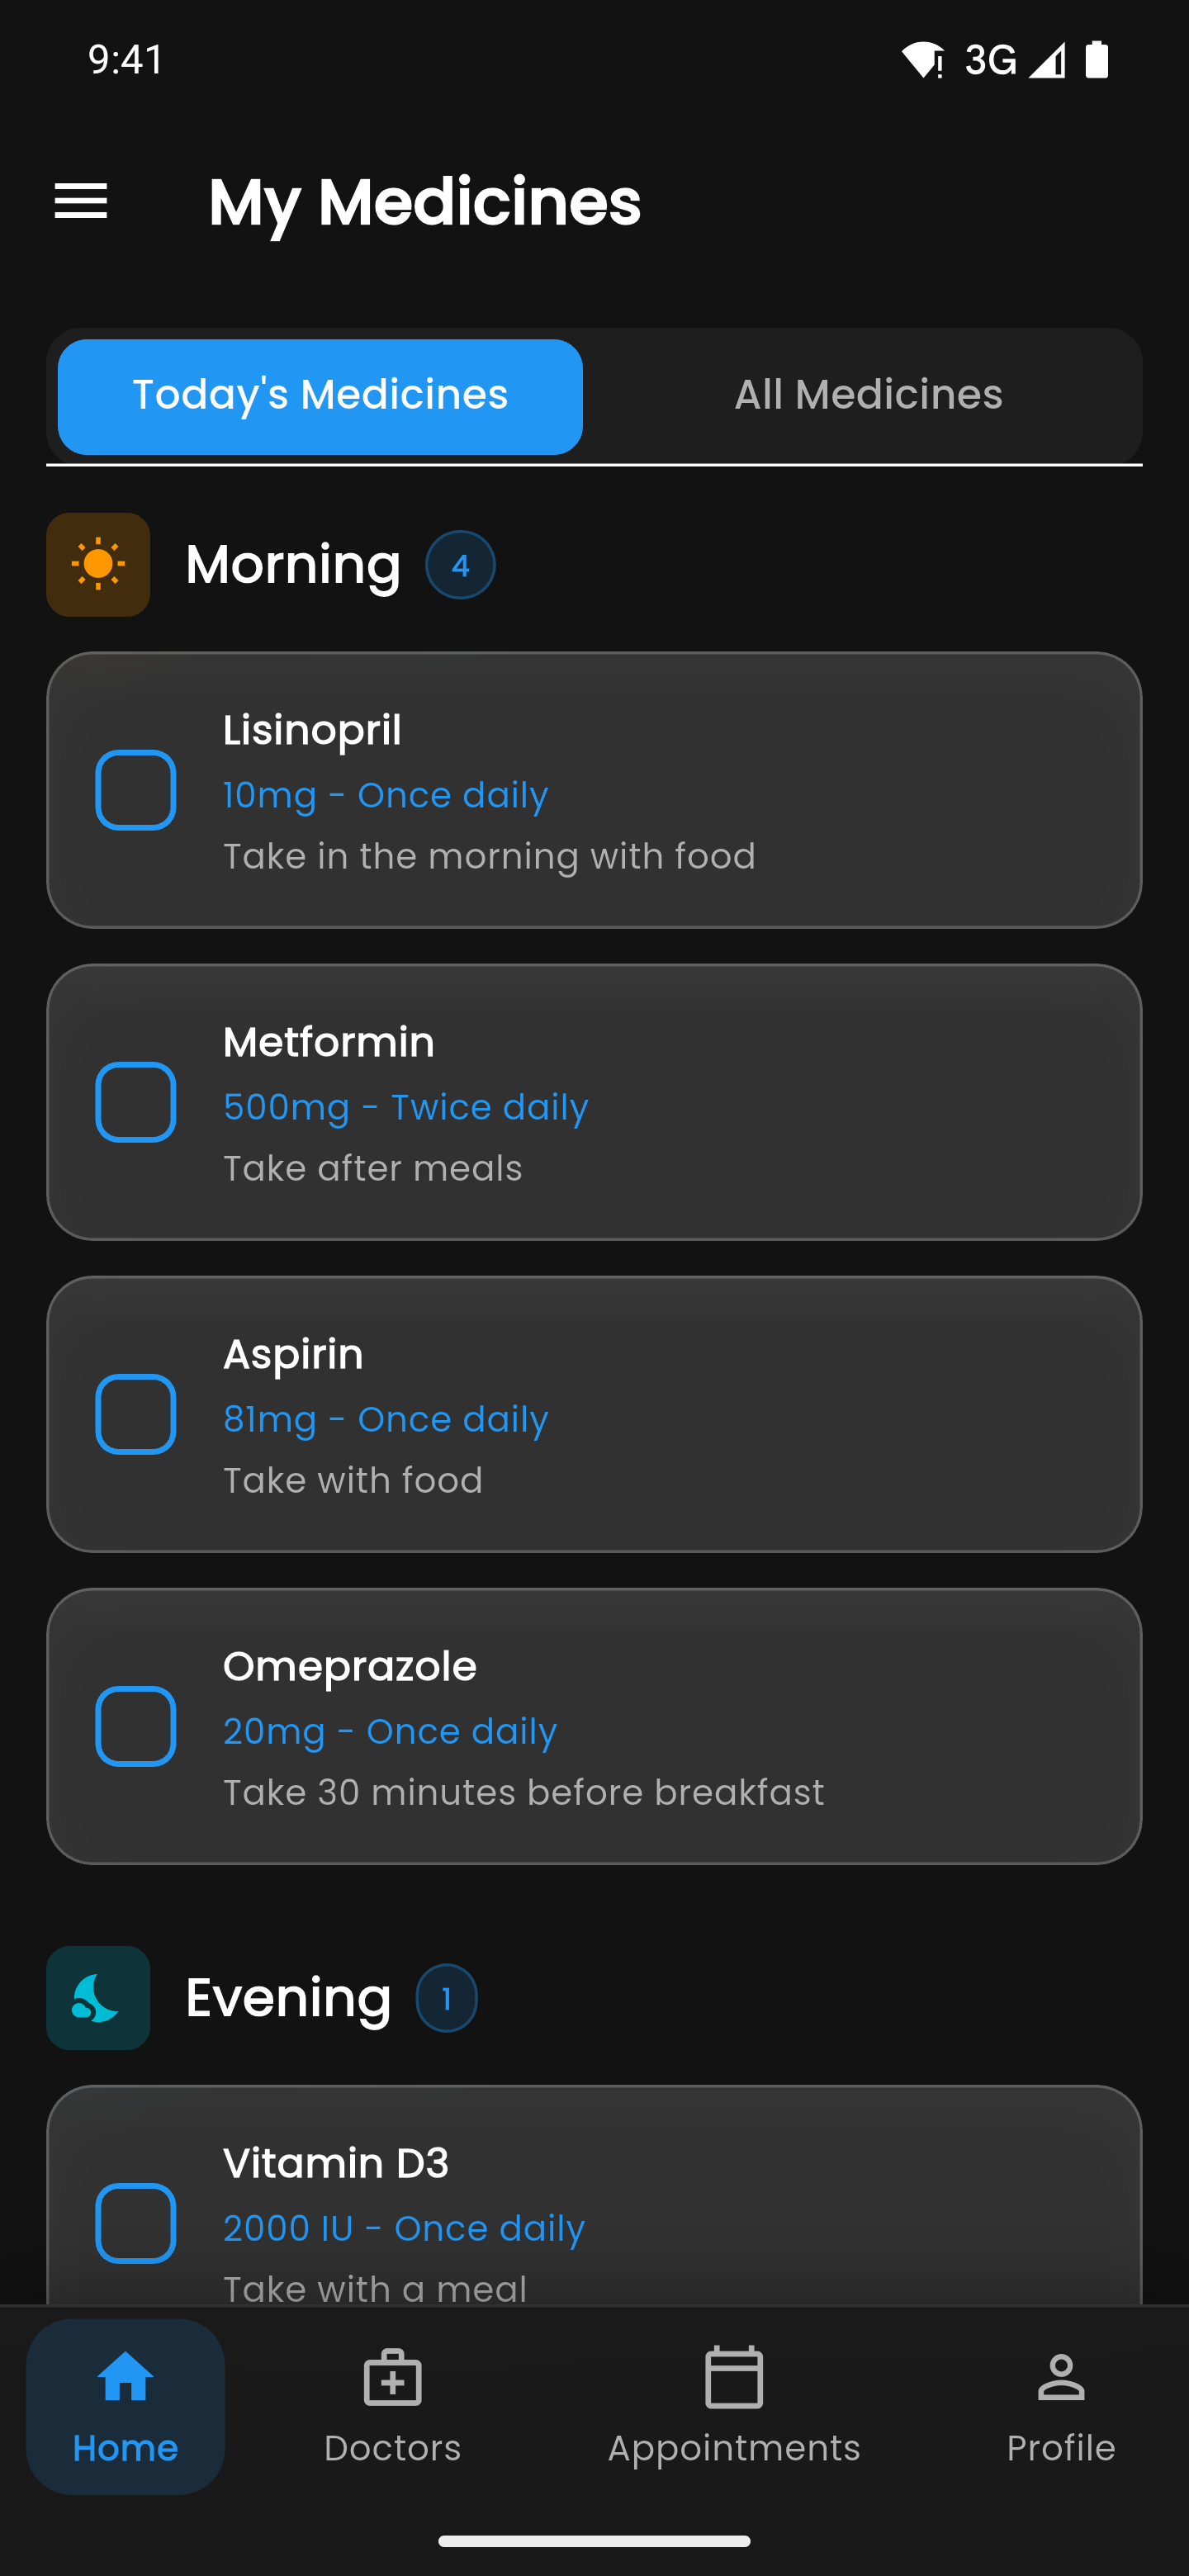 9:41
3G
My Medicines
Today's Medicines
All Medicines
Morning
4
Lisinopril
10mg - Once daily
Take in the morning with food
Metformin
500mg - Twice daily
Take after meals
Aspirin
81mg - Once daily
Take with food
Omeprazole
20mg - Once daily
Take 30 minutes before breakfast
Evening
1
Vitamin D3
2000 IU - Once daily
Take with a meal
Home
Doctors
Appointments
Profile